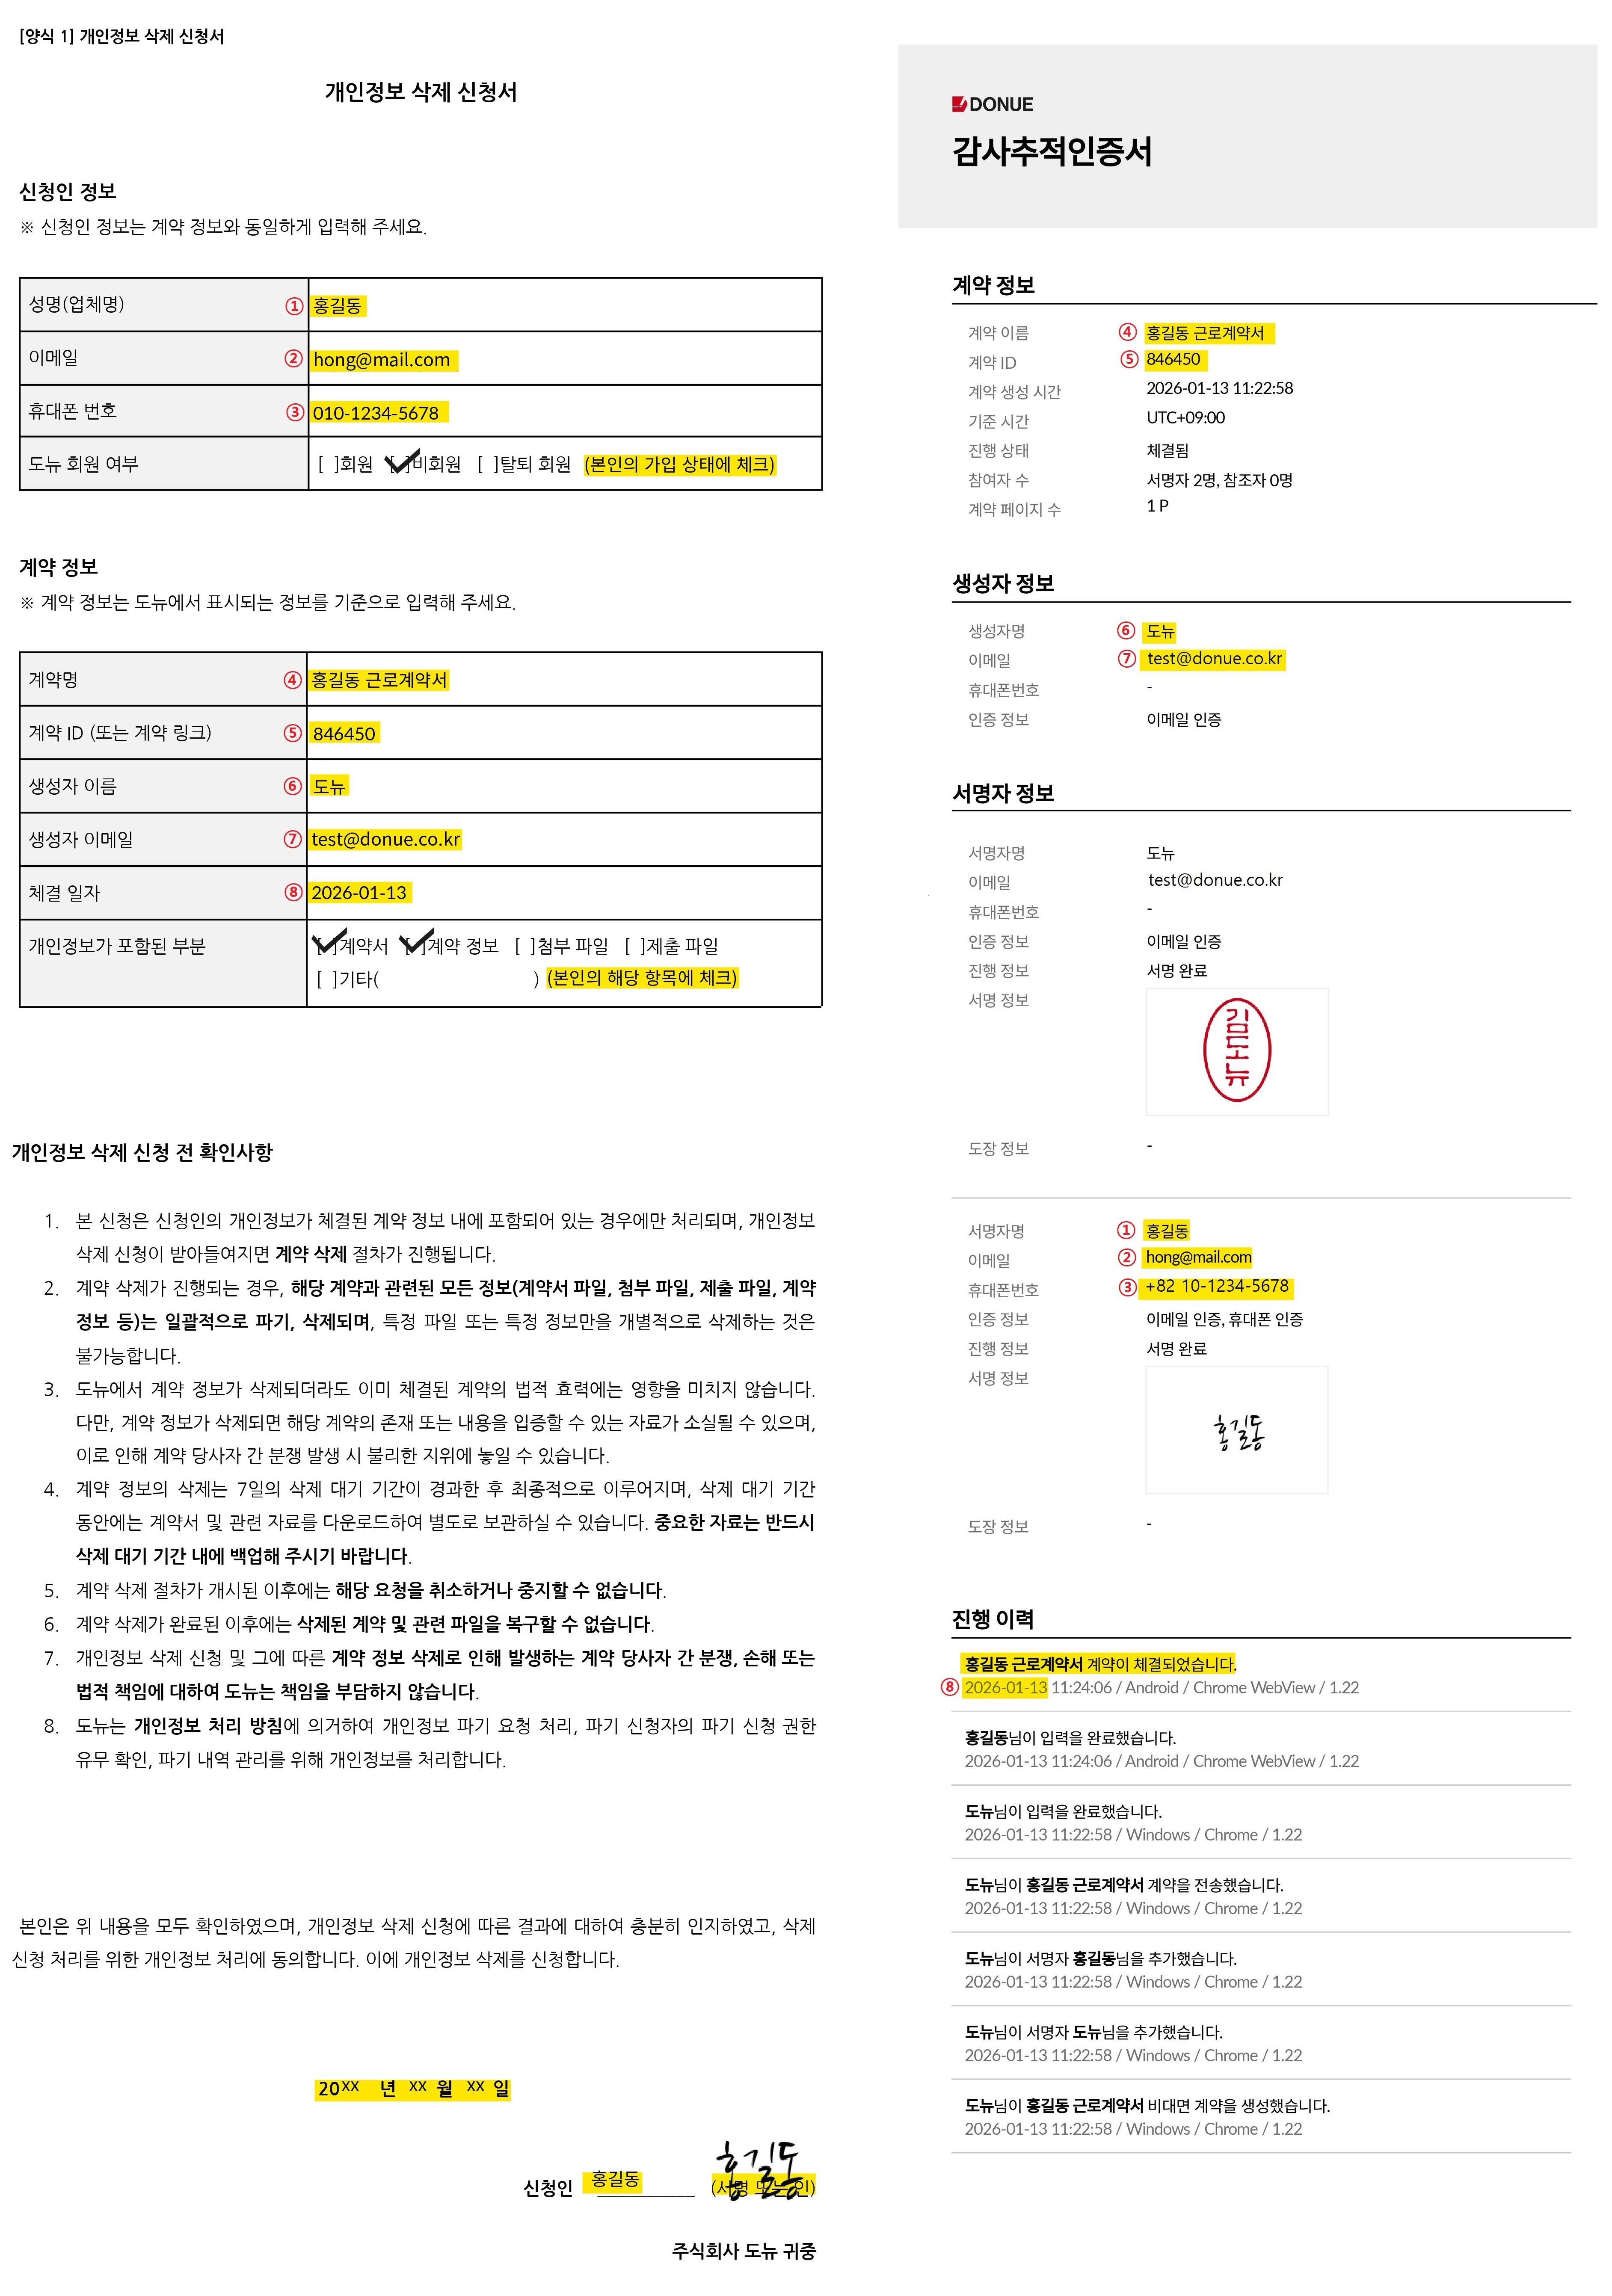 [양식 1] 개인정보 삭제 신청서
개인정보 삭제 신청서
신청인 정보
※ 신청인 정보는 계약 정보와 동일하게 입력해 주세요.
성명(업체명) ① 홍길동
이메일 ② hong@mail.com
휴대폰 번호 ③ 010-1234-5678
도뉴 회원 여부 [ ]회원 [✓]비회원 [ ]탈퇴 회원 (본인의 가입 상태에 체크)
계약 정보
※ 계약 정보는 도뉴에서 표시되는 정보를 기준으로 입력해 주세요.
계약명 ④ 홍길동 근로계약서
계약 ID (또는 계약 링크) ⑤ 846450
생성자 이름 ⑥ 도뉴
생성자 이메일 ⑦ test@donue.co.kr
체결 일자 ⑧ 2026-01-13
개인정보가 포함된 부분 [✓]계약서 [✓]계약 정보 [ ]첨부 파일 [ ]제출 파일
[ ]기타( ) (본인의 해당 항목에 체크)
개인정보 삭제 신청 전 확인사항
1. 본 신청은 신청인의 개인정보가 체결된 계약 정보 내에 포함되어 있는 경우에만 처리되며, 개인정보
삭제 신청이 받아들여지면 계약 삭제 절차가 진행됩니다.
2. 계약 삭제가 진행되는 경우, 해당 계약과 관련된 모든 정보(계약서 파일, 첨부 파일, 제출 파일, 계약
정보 등)는 일괄적으로 파기, 삭제되며, 특정 파일 또는 특정 정보만을 개별적으로 삭제하는 것은
불가능합니다.
3. 도뉴에서 계약 정보가 삭제되더라도 이미 체결된 계약의 법적 효력에는 영향을 미치지 않습니다.
다만, 계약 정보가 삭제되면 해당 계약의 존재 또는 내용을 입증할 수 있는 자료가 소실될 수 있으며,
이로 인해 계약 당사자 간 분쟁 발생 시 불리한 지위에 놓일 수 있습니다.
4. 계약 정보의 삭제는 7일의 삭제 대기 기간이 경과한 후 최종적으로 이루어지며, 삭제 대기 기간
동안에는 계약서 및 관련 자료를 다운로드하여 별도로 보관하실 수 있습니다. 중요한 자료는 반드시
삭제 대기 기간 내에 백업해 주시기 바랍니다.
5. 계약 삭제 절차가 개시된 이후에는 해당 요청을 취소하거나 중지할 수 없습니다.
6. 계약 삭제가 완료된 이후에는 삭제된 계약 및 관련 파일을 복구할 수 없습니다.
7. 개인정보 삭제 신청 및 그에 따른 계약 정보 삭제로 인해 발생하는 계약 당사자 간 분쟁, 손해 또는
법적 책임에 대하여 도뉴는 책임을 부담하지 않습니다.
8. 도뉴는 개인정보 처리 방침에 의거하여 개인정보 파기 요청 처리, 파기 신청자의 파기 신청 권한
유무 확인, 파기 내역 관리를 위해 개인정보를 처리합니다.
본인은 위 내용을 모두 확인하였으며, 개인정보 삭제 신청에 따른 결과에 대하여 충분히 인지하였고, 삭제
신청 처리를 위한 개인정보 처리에 동의합니다. 이에 개인정보 삭제를 신청합니다.
20XX 년 XX 월 XX 일
신청인 홍길동 (서명 또는 인) 홍길동
주식회사 도뉴 귀중
DONUE
감사추적인증서
계약 정보
계약 이름 ④ 홍길동 근로계약서
계약 ID ⑤ 846450
계약 생성 시간 2026-01-13 11:22:58
기준 시간 UTC+09:00
진행 상태 체결됨
참여자 수 서명자 2명, 참조자 0명
계약 페이지 수 1 P
생성자 정보
생성자명 ⑥ 도뉴
이메일 ⑦ test@donue.co.kr
휴대폰번호 -
인증 정보 이메일 인증
서명자 정보
서명자명 도뉴
이메일 test@donue.co.kr
휴대폰번호 -
인증 정보 이메일 인증
진행 정보 서명 완료
서명 정보 김도뉴
도장 정보 -
서명자명 ① 홍길동
이메일 ② hong@mail.com
휴대폰번호 ③ +82 10-1234-5678
인증 정보 이메일 인증, 휴대폰 인증
진행 정보 서명 완료
서명 정보 홍길동
도장 정보 -
진행 이력
홍길동 근로계약서 계약이 체결되었습니다.
⑧ 2026-01-13 11:24:06 / Android / Chrome WebView / 1.22
홍길동님이 입력을 완료했습니다.
2026-01-13 11:24:06 / Android / Chrome WebView / 1.22
도뉴님이 입력을 완료했습니다.
2026-01-13 11:22:58 / Windows / Chrome / 1.22
도뉴님이 홍길동 근로계약서 계약을 전송했습니다.
2026-01-13 11:22:58 / Windows / Chrome / 1.22
도뉴님이 서명자 홍길동님을 추가했습니다.
2026-01-13 11:22:58 / Windows / Chrome / 1.22
도뉴님이 서명자 도뉴님을 추가했습니다.
2026-01-13 11:22:58 / Windows / Chrome / 1.22
도뉴님이 홍길동 근로계약서 비대면 계약을 생성했습니다.
2026-01-13 11:22:58 / Windows / Chrome / 1.22